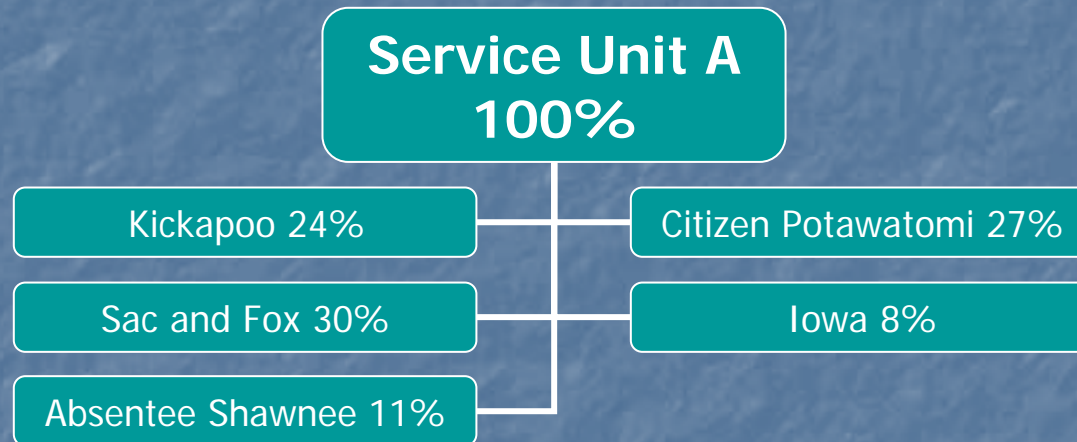 Service Unit A
100%
Kickapoo 24%
Citizen Potawatomi 27%
Sac and Fox 30%
Iowa 8%
Absentee Shawnee 11%